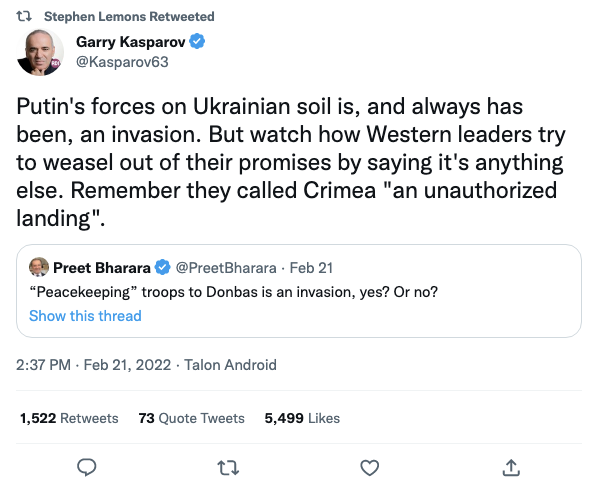 Stephen Lemons Retweeted
Garry Kasparov
@Kasparov63
Putin's forces on Ukrainian soil is, and always has
been, an invasion. But watch how Western leaders try
to weasel out of their promises by saying it's anything
else. Remember they called Crimea "an unauthorized
landing".
Preet Bharara @PreetBharara · Feb 21
“Peacekeeping” troops to Donbas is an invasion, yes? Or no?
Show this thread
2:37 PM · Feb 21, 2022 · Talon Android
1,522 Retweets 73 Quote Tweets 5,499 Likes